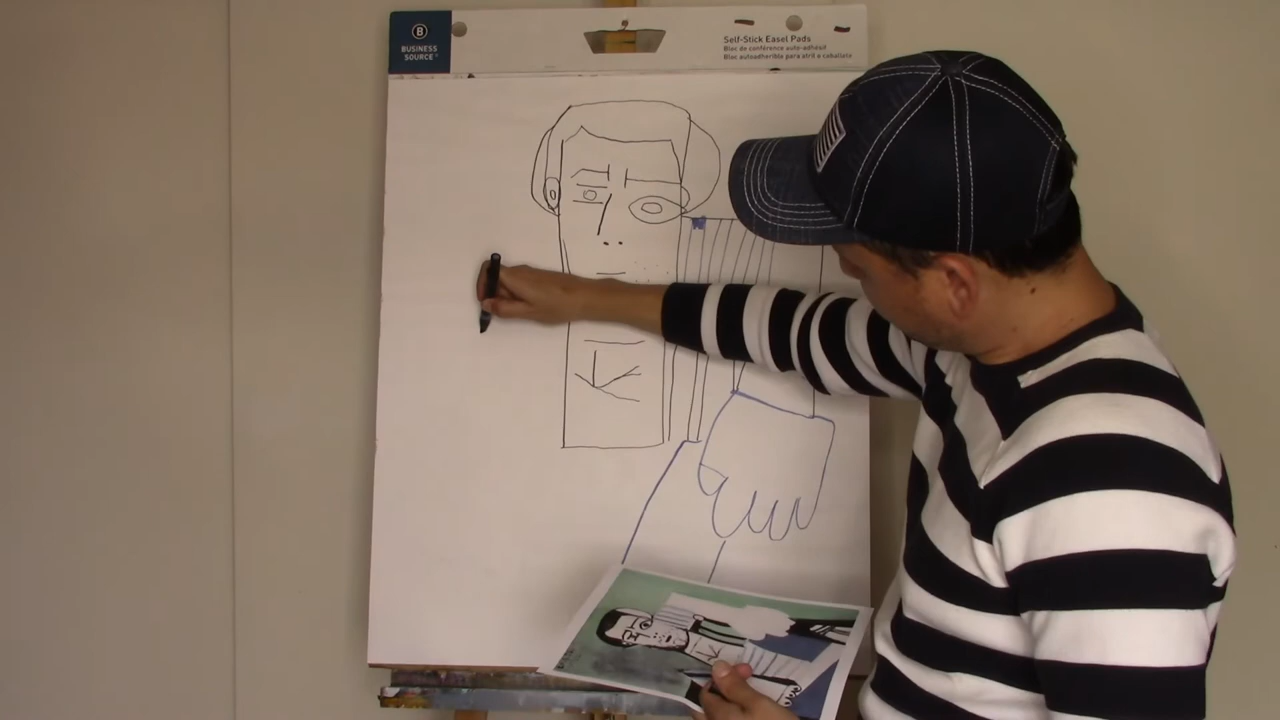 B
BUSINESS
SOURCE
Self-Stick Easel Pads
Bloc de conférence auto-adhésif
Bloc autoadherible para atril a caballete